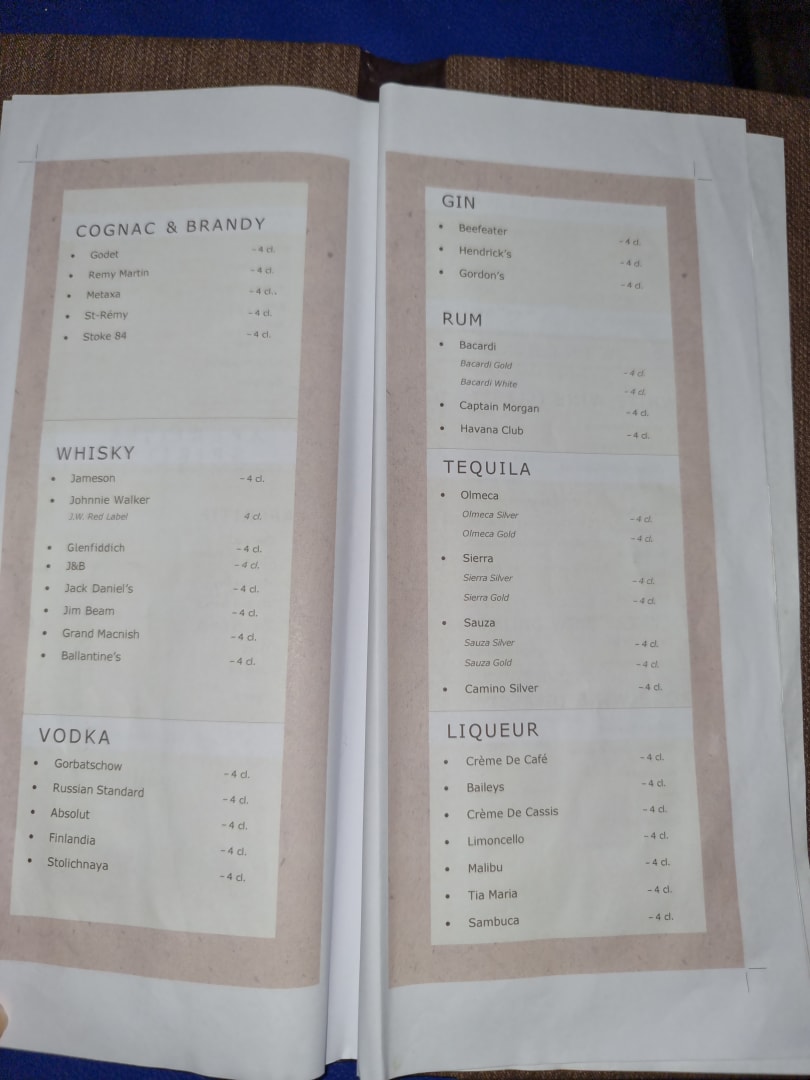 COGNAC & BRANDY
• Godet -4 cl.
• Remy Martin -4 cl.
• Metaxa -4 cl..
• St-Rémy -4 cl.
• Stoke 84 -4 cl.
WHISKY
• Jameson -4 cl.
• Johnnie Walker
J.W. Red Label 4 cl.
• Glenfiddich -4 cl.
• J&B -4 cl.
• Jack Daniel's -4 cl.
• Jim Beam -4 cl.
• Grand Macnish -4 cl.
• Ballantine's -4 cl.
VODKA
• Gorbatschow -4 cl.
• Russian Standard -4 cl.
• Absolut -4 cl.
• Finlandia -4 cl.
• Stolichnaya -4 cl.
GIN
• Beefeater -4 cl.
• Hendrick's -4 cl.
• Gordon's -4 cl.
RUM
• Bacardi
Bacardi Gold -4 cl.
Bacardi White -4 cl.
• Captain Morgan -4 cl.
• Havana Club -4 cl.
TEQUILA
• Olmeca
Olmeca Silver -4 cl.
Olmeca Gold -4 cl.
• Sierra
Sierra Silver -4 cl.
Sierra Gold -4 cl.
• Sauza
Sauza Silver -4 cl.
Sauza Gold -4 cl.
• Camino Silver -4 cl.
LIQUEUR
• Crème De Café -4 cl.
• Baileys -4 cl.
• Crème De Cassis -4 cl.
• Limoncello -4 cl.
• Malibu -4 cl.
• Tia Maria -4 cl.
• Sambuca -4 cl.